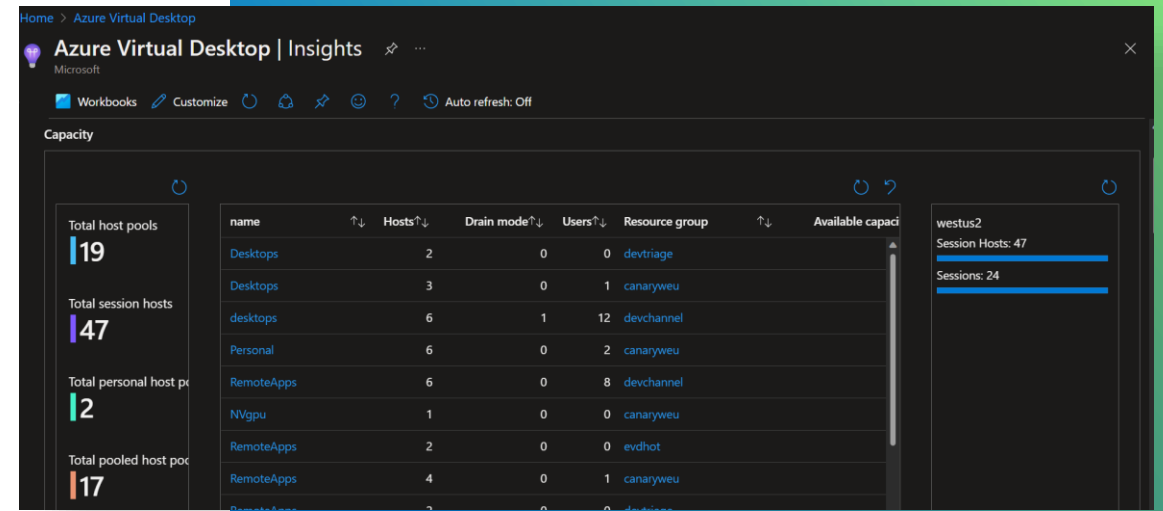 Home > Azure Virtual Desktop
Azure Virtual Desktop | Insights
Microsoft
Workbooks Customize ? Auto refresh: Off
Capacity
Total host pools
19
Total session hosts
47
Total personal host po
2
Total pooled host poo
17
name ↑↓ Hosts↑↓ Drain mode↑↓ Users↑↓ Resource group ↑↓ Available capaci
Desktops 2 0 0 devtriage
Desktops 3 0 1 canaryweu
desktops 6 1 12 devchannel
Personal 6 0 2 canaryweu
RemoteApps 6 0 8 devchannel
NVgpu 1 0 0 canaryweu
RemoteApps 2 0 0 evdhot
RemoteApps 4 0 1 canaryweu
westus2
Session Hosts: 47
Sessions: 24